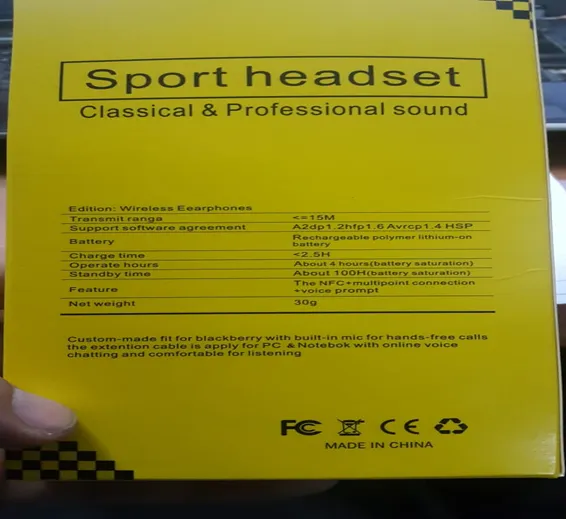 Sport headset
Classical & Professional sound
Edition: Wireless Eearphones
Transmit ranga <=15M
Support software agreement A2dp1.2hfp1.6 Avrcp1.4 HSP
Battery Rechargeable polymer lithium-on
battery
Charge time <2.5H
Operate hours About 4 hours(battery saturation)
Standby time About 100H(battery saturation)
Feature The NFC+multipoint connection
+voice prompt
Net weight 30g
Custom-made fit for blackberry with built-in mic for hands-free calls
the extention cable is apply for PC & Notebok with online voice
chatting and comfortable for listening
FC CE
MADE IN CHINA